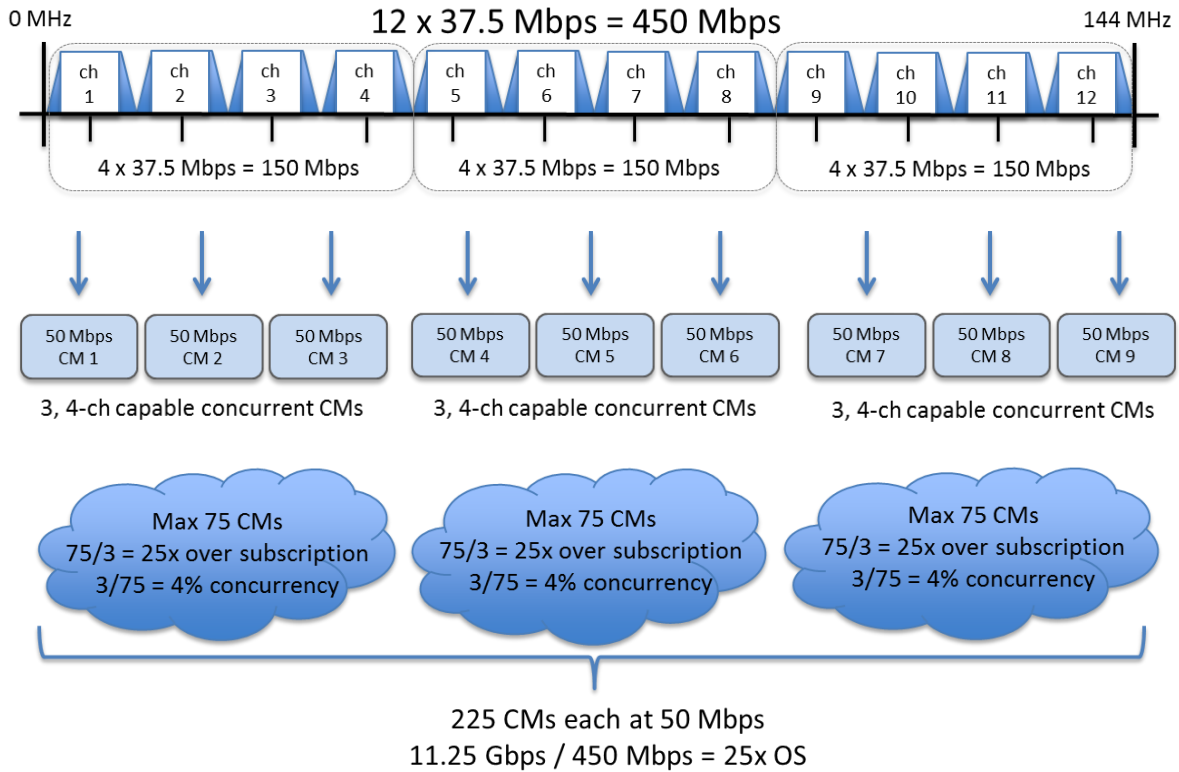 0 MHz
12 x 37.5 Mbps = 450 Mbps
144 MHz
ch
1
ch
2
ch
3
ch
4
ch
5
ch
6
ch
7
ch
8
ch
9
ch
10
ch
11
ch
12
4 x 37.5 Mbps = 150 Mbps
4 x 37.5 Mbps = 150 Mbps
4 x 37.5 Mbps = 150 Mbps
50 Mbps
CM 1
50 Mbps
CM 2
50 Mbps
CM 3
50 Mbps
CM 4
50 Mbps
CM 5
50 Mbps
CM 6
50 Mbps
CM 7
50 Mbps
CM 8
50 Mbps
CM 9
3, 4-ch capable concurrent CMs
3, 4-ch capable concurrent CMs
3, 4-ch capable concurrent CMs
Max 75 CMs
75/3 = 25x over subscription
3/75 = 4% concurrency
Max 75 CMs
75/3 = 25x over subscription
3/75 = 4% concurrency
Max 75 CMs
75/3 = 25x over subscription
3/75 = 4% concurrency
225 CMs each at 50 Mbps
11.25 Gbps / 450 Mbps = 25x OS